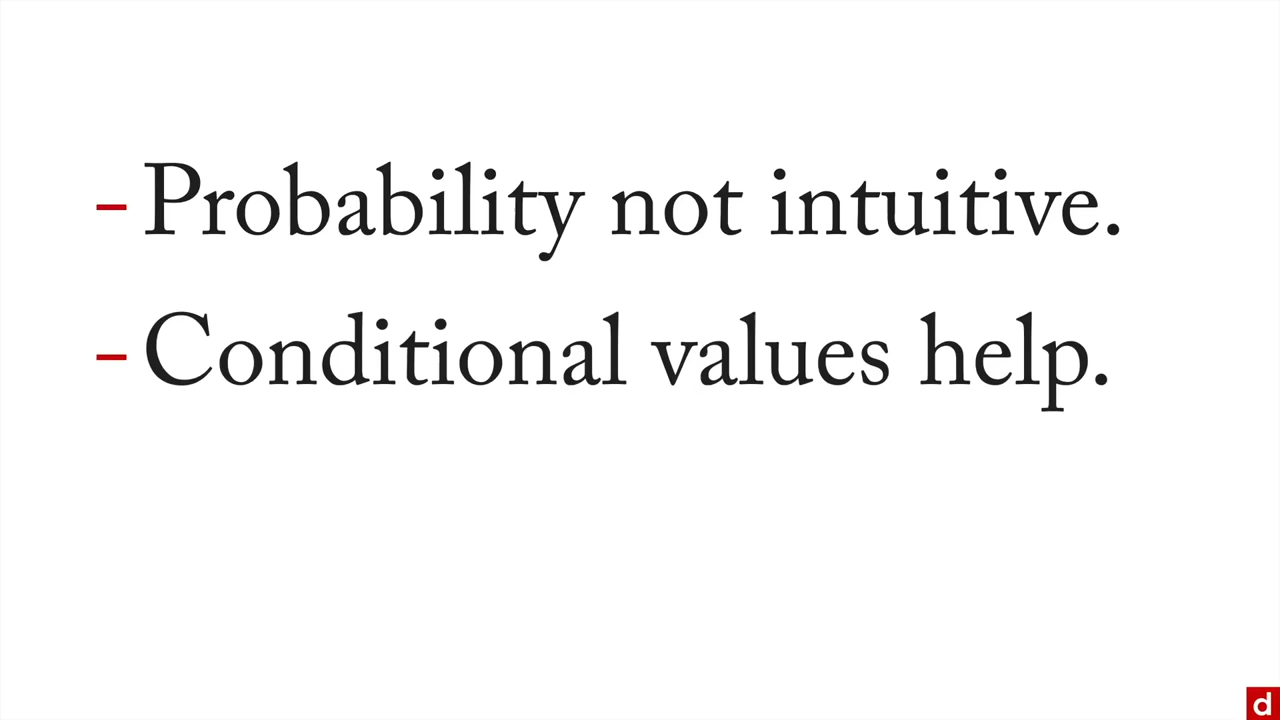 – Probability not intuitive.
– Conditional values help.
d